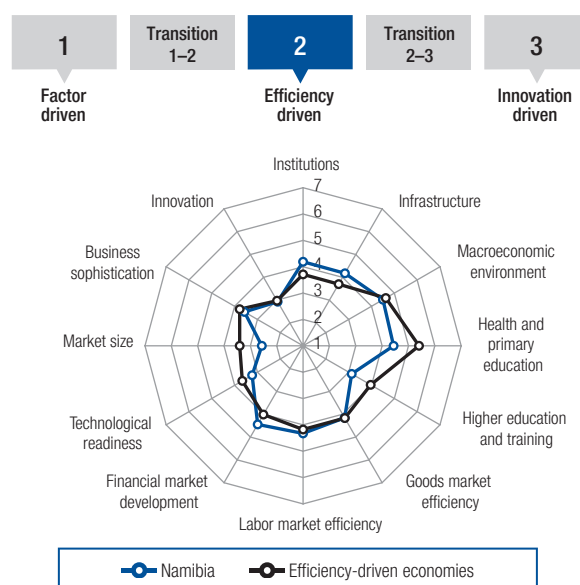 1
Transition
1–2
2
Transition
2–3
3
Factor
driven
Efficiency
driven
Innovation
driven
Institutions
Infrastructure
Macroeconomic
environment
Health and
primary
education
Higher education
and training
Goods market
efficiency
Labor market efficiency
Financial market
development
Technological
readiness
Market size
Business
sophistication
Innovation
7
6
5
4
3
2
1
Namibia
Efficiency-driven economies